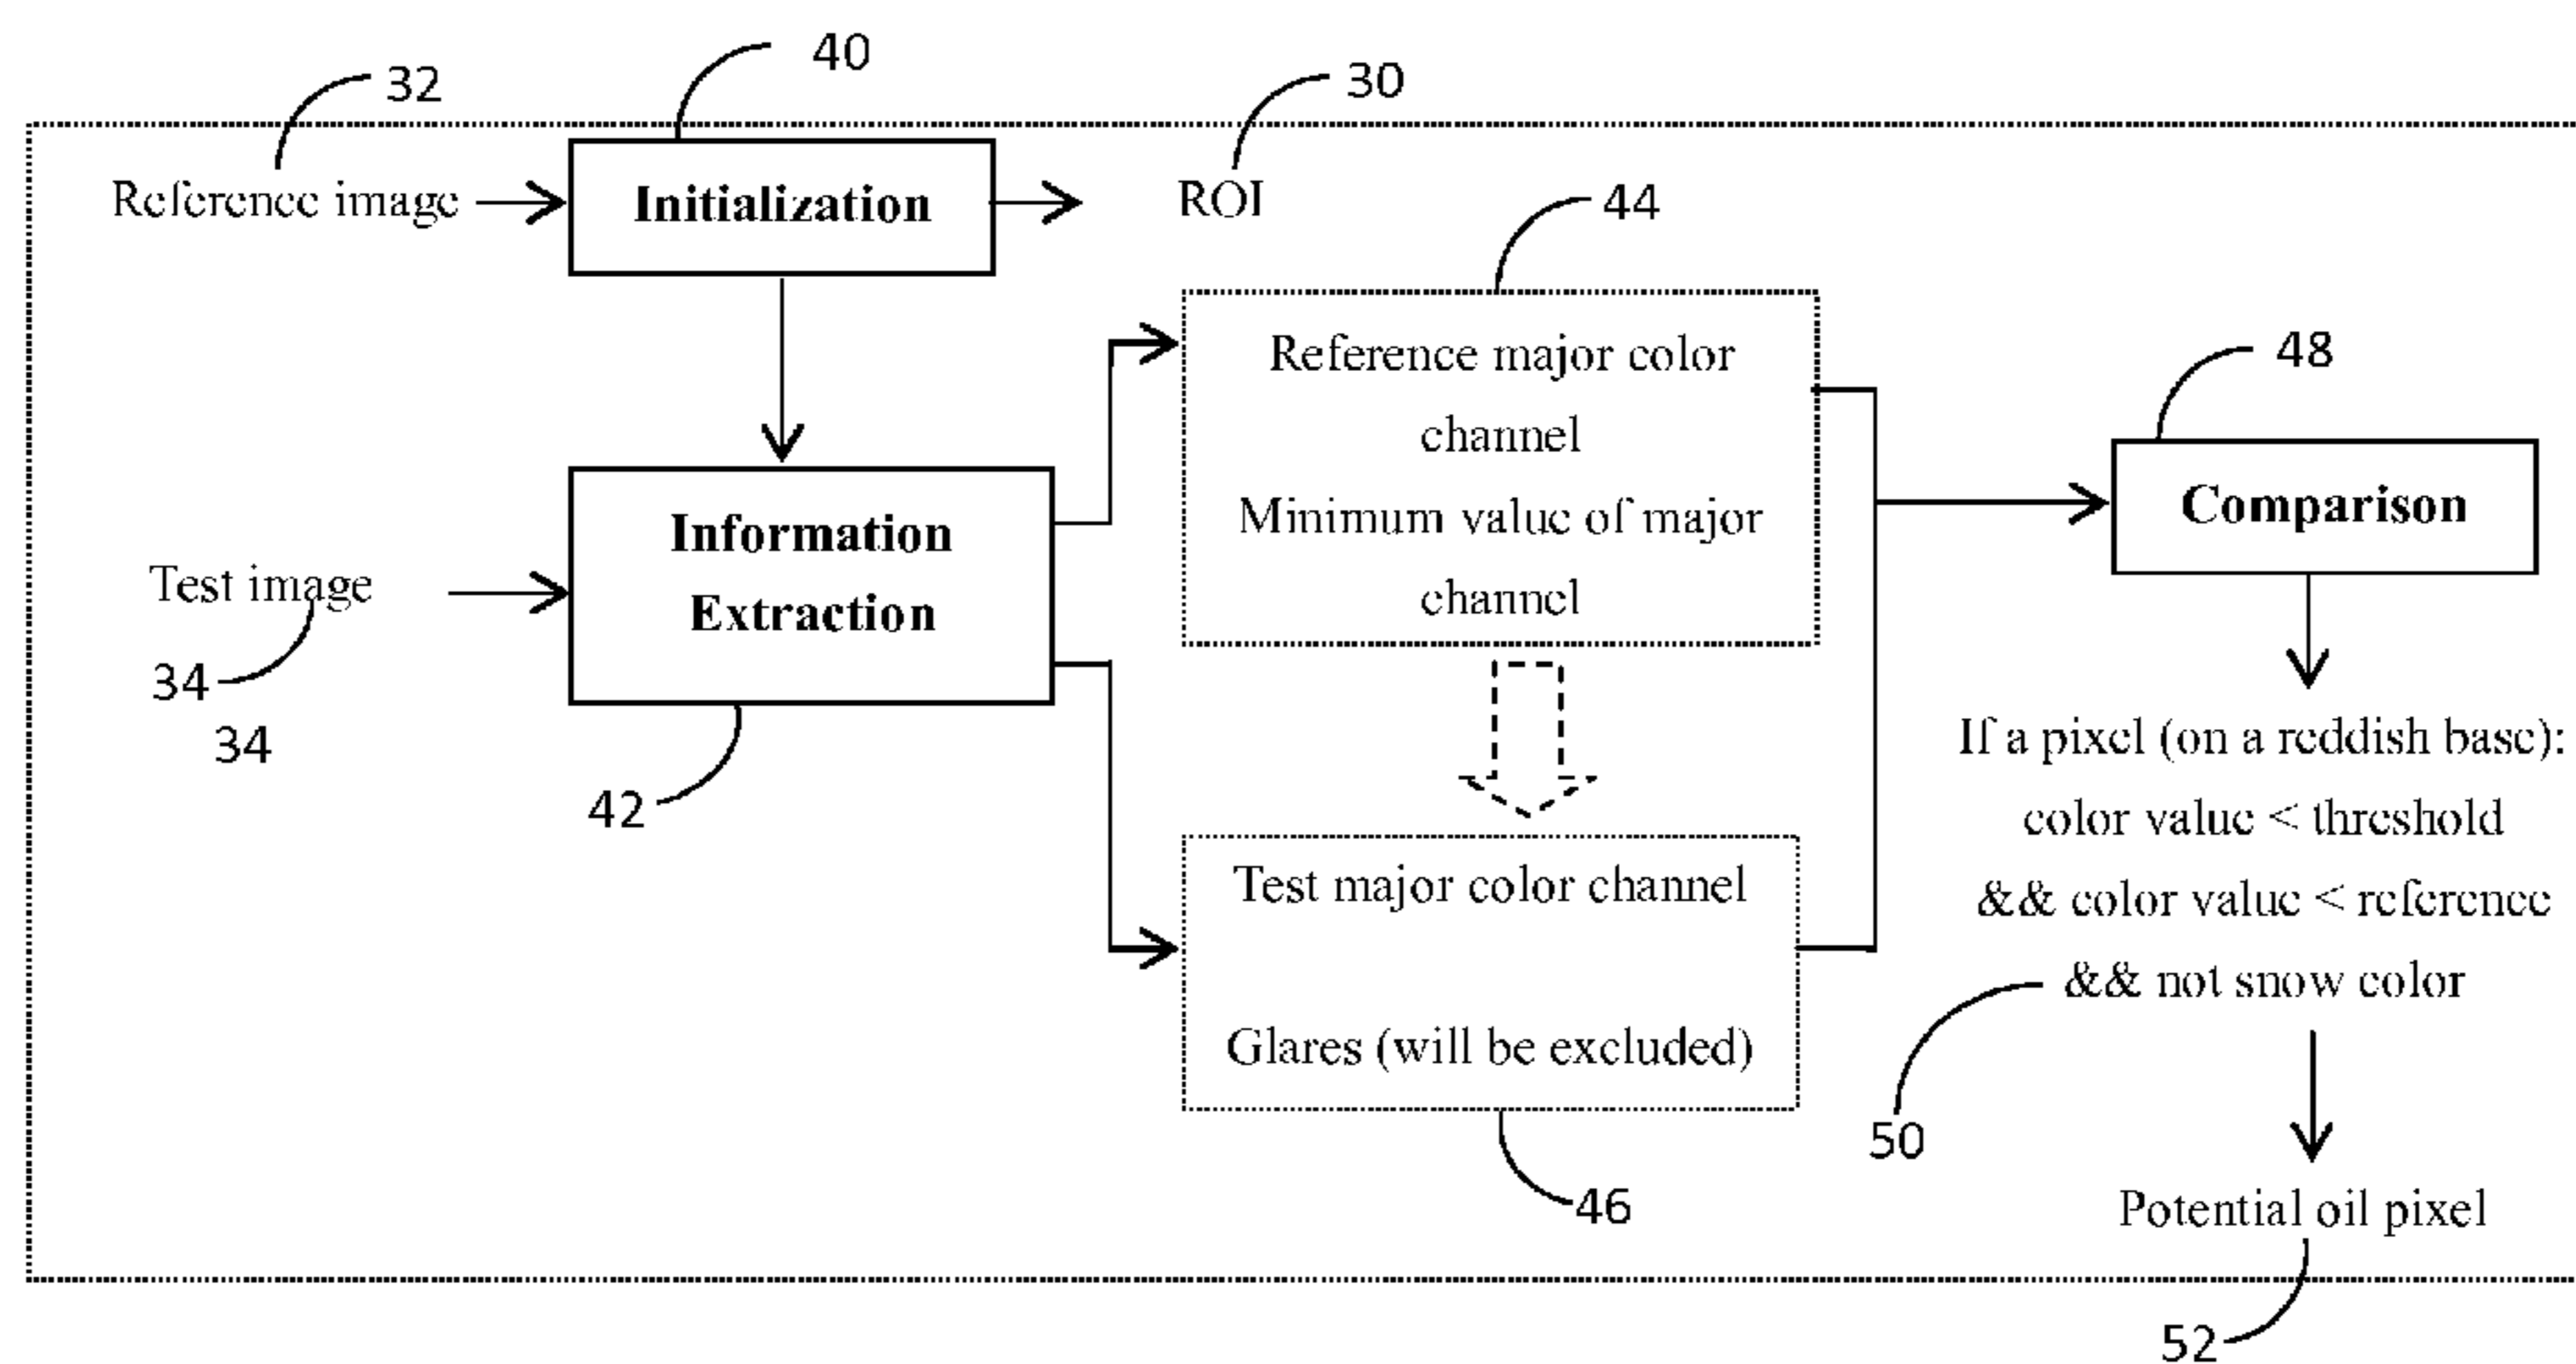 40
32
30
Reference image
Initialization
ROI
44
Reference major color
channel
Minimum value of major
channel
48
Comparison
Information
Extraction
Test image
34
34
42
If a pixel (on a reddish base):
color value < threshold
&& color value < reference
&& not snow color
Test major color channel
Glares (will be excluded)
50
46
Potential oil pixel
52